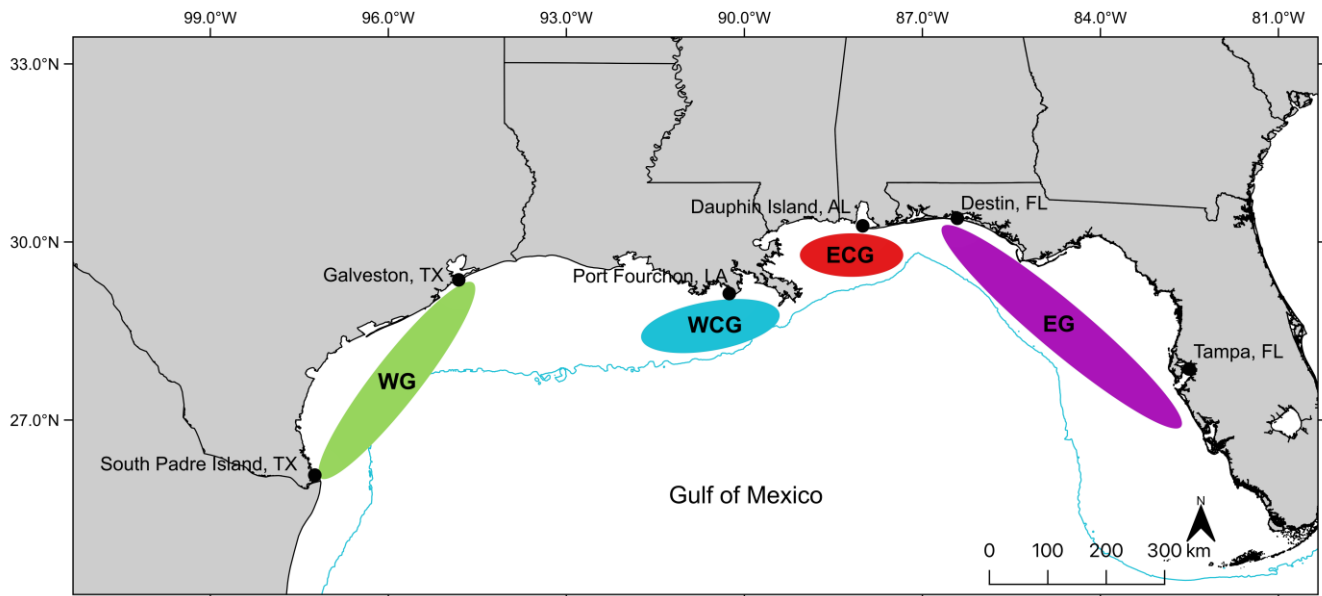 99.0°W 96.0°W 93.0°W 90.0°W 87.0°W 84.0°W 81.0°W
33.0°N
Dauphin Island, AL
Destin, FL
30.0°N
ECG
Galveston, TX
Port Fourchon, LA
WCG
EG
Tampa, FL
WG
27.0°N
South Padre Island, TX
Gulf of Mexico
N
0 100 200 300 km